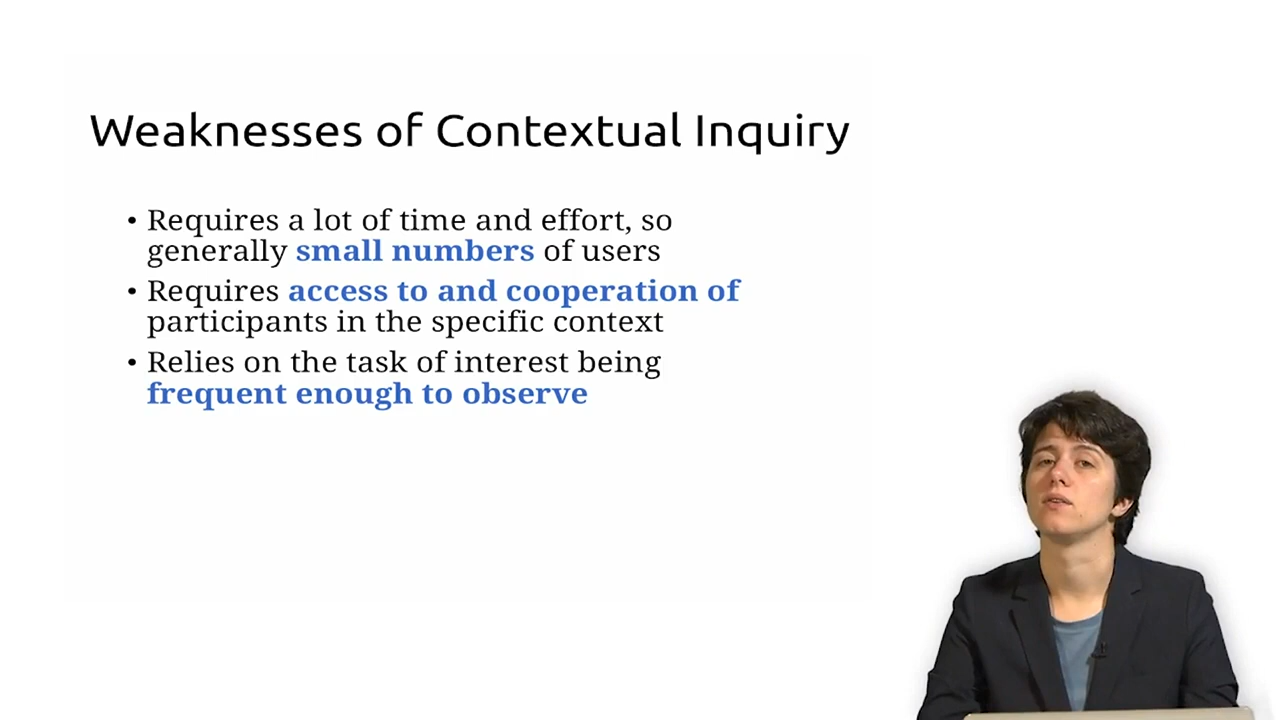 Weaknesses of Contextual Inquiry
• Requires a lot of time and effort, so
generally small numbers of users
• Requires access to and cooperation of
participants in the specific context
• Relies on the task of interest being
frequent enough to observe